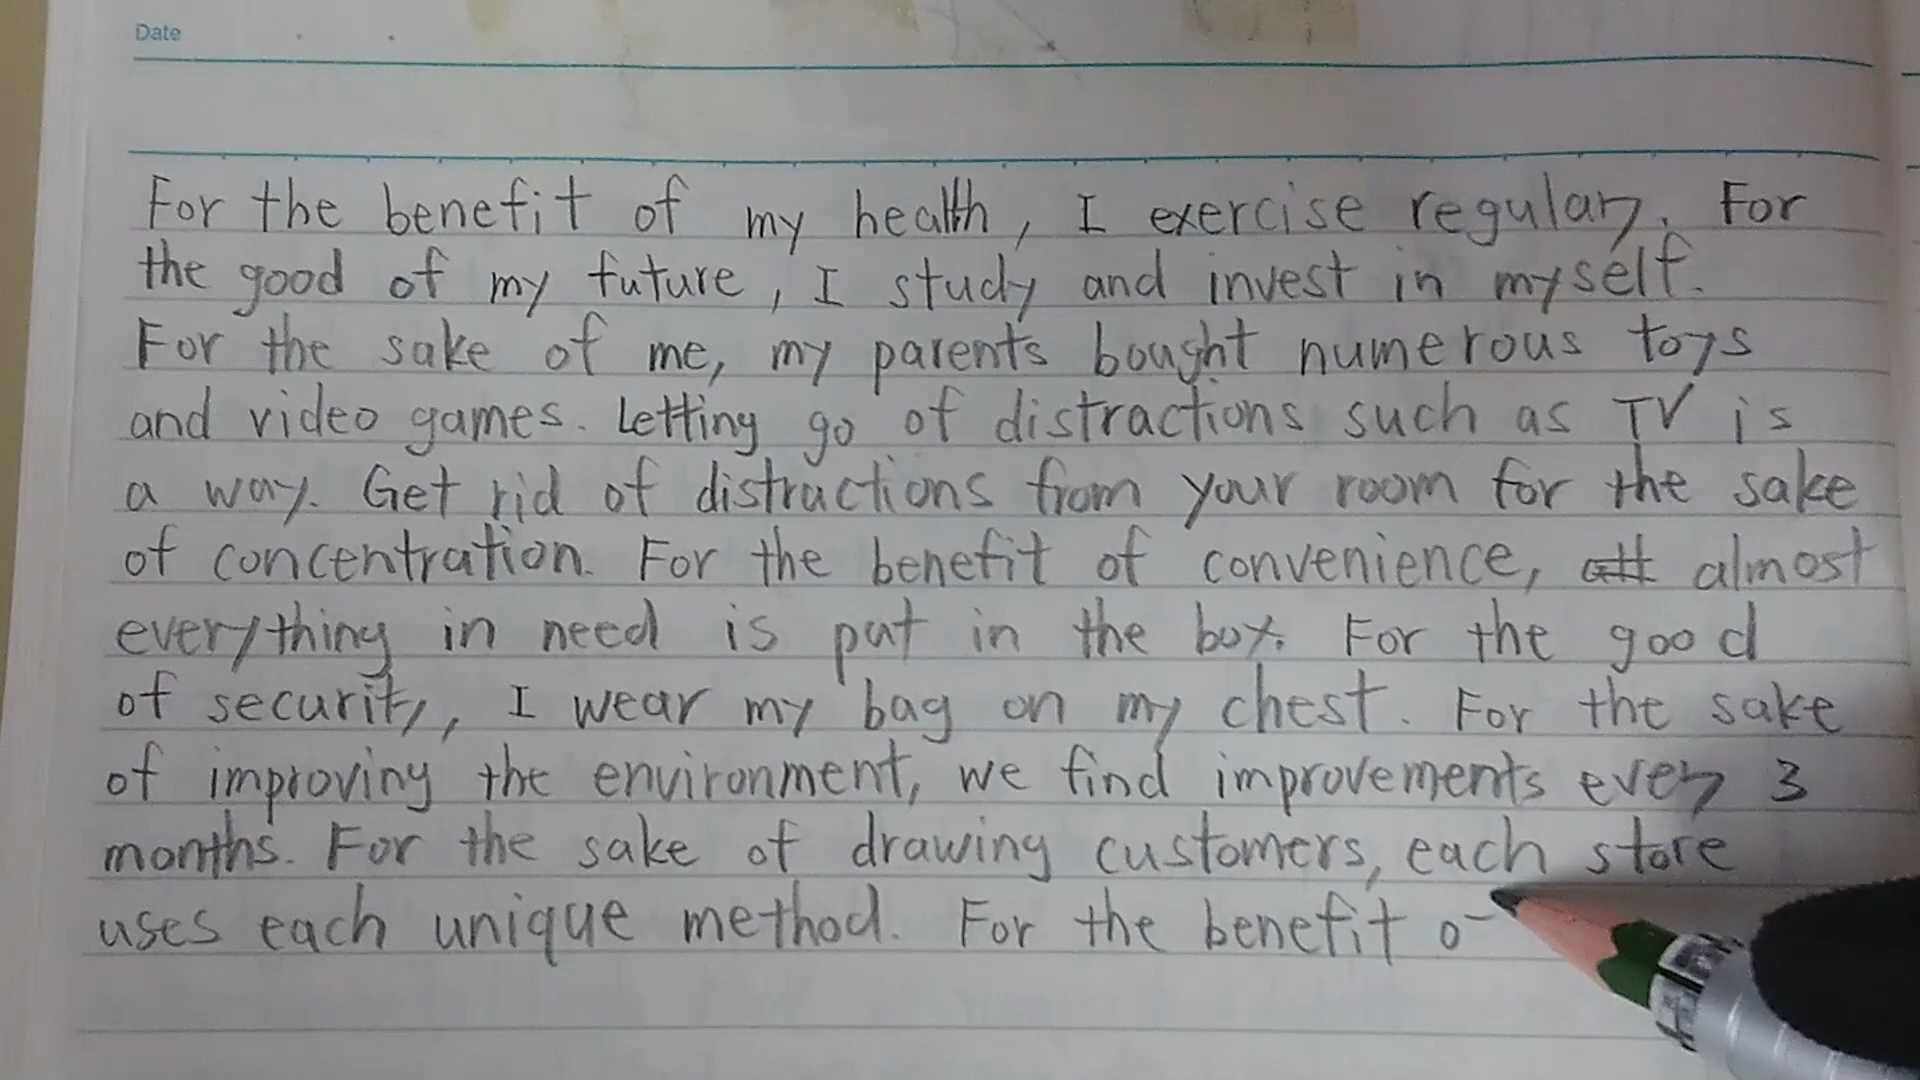 Date
For the benefit of my health, I exercise regulary. For
the good of my future, I study and invest in myself.
For the sake of me, my parents bought numerous toys
and video games. Letting go of distractions such as TV is
a way. Get rid of distractions from your room for the sake
of concentration. For the benefit of convenience, almost
everything in need is put in the box. For the good
of security, I wear my bag on my chest. For the sake
of improving the environment, we find improvements every 3
months. For the sake of drawing customers, each store
uses each unique method. For the benefit o